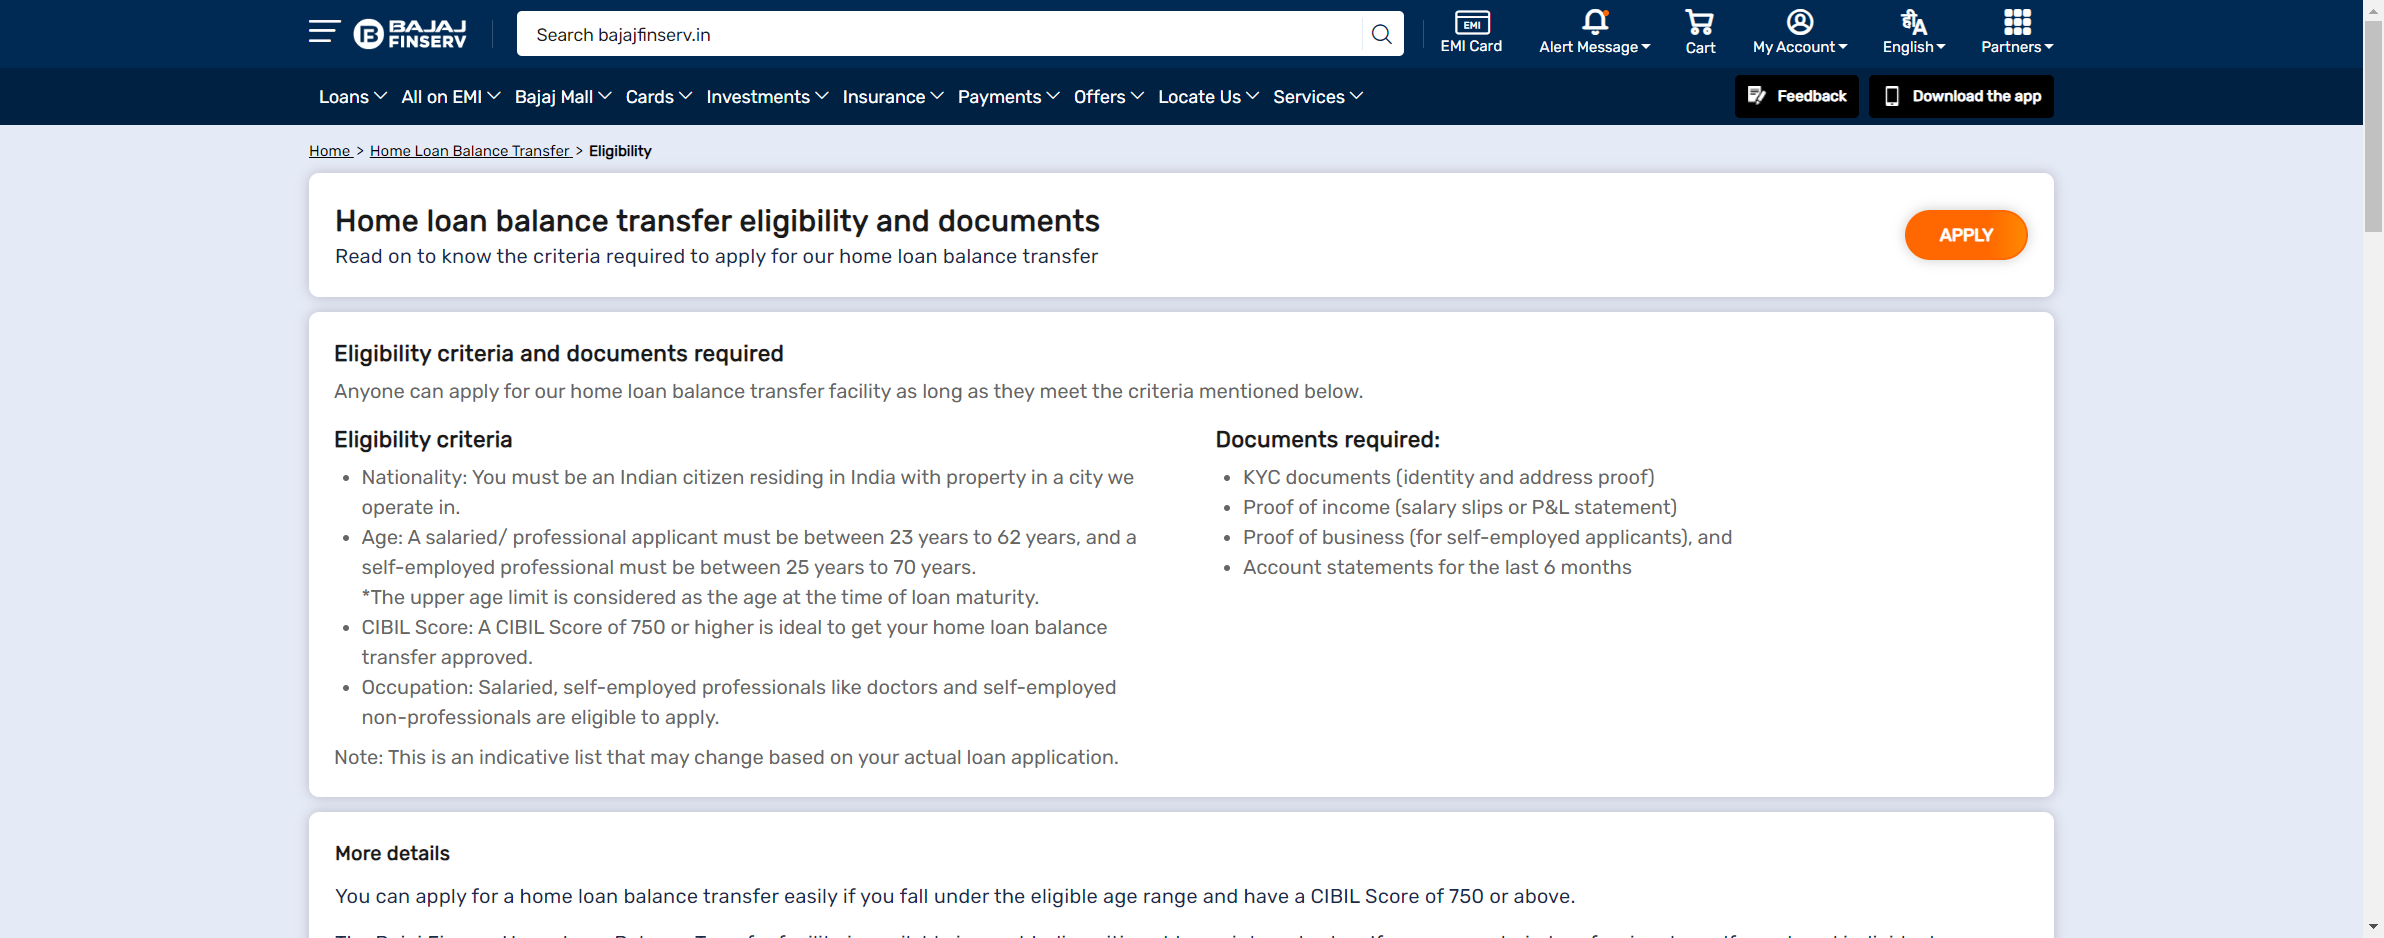 BAJAJ FINSERV
Search bajajfinserv.in
EMI
EMI Card
Alert Message
Cart
My Account
हीA
English
Partners
Loans All on EMI Bajaj Mall Cards Investments Insurance Payments Offers Locate Us Services
Feedback
Download the app
Home > Home Loan Balance Transfer > Eligibility
Home loan balance transfer eligibility and documents
Read on to know the criteria required to apply for our home loan balance transfer
APPLY
Eligibility criteria and documents required
Anyone can apply for our home loan balance transfer facility as long as they meet the criteria mentioned below.
Eligibility criteria
• Nationality: You must be an Indian citizen residing in India with property in a city we
operate in.
• Age: A salaried/ professional applicant must be between 23 years to 62 years, and a
self-employed professional must be between 25 years to 70 years.
*The upper age limit is considered as the age at the time of loan maturity.
• CIBIL Score: A CIBIL Score of 750 or higher is ideal to get your home loan balance
transfer approved.
• Occupation: Salaried, self-employed professionals like doctors and self-employed
non-professionals are eligible to apply.
Note: This is an indicative list that may change based on your actual loan application.
Documents required:
• KYC documents (identity and address proof)
• Proof of income (salary slips or P&L statement)
• Proof of business (for self-employed applicants), and
• Account statements for the last 6 months
More details
You can apply for a home loan balance transfer easily if you fall under the eligible age range and have a CIBIL Score of 750 or above.